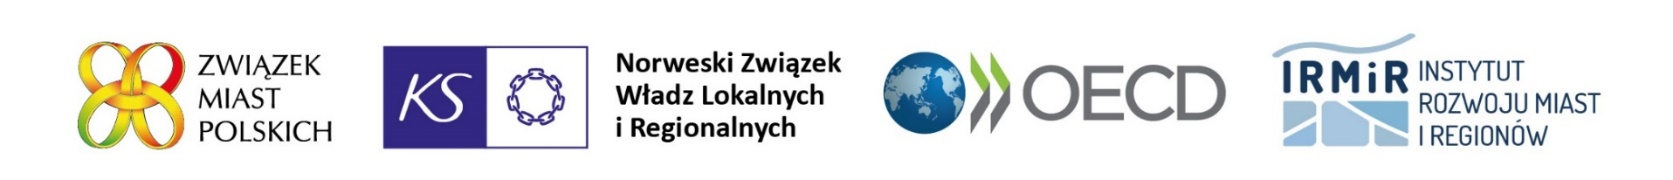 ZWIĄZEK
MIAST
POLSKICH
KS
Norweski Związek
Władz Lokalnych
i Regionalnych
OECD
IRMiR
INSTYTUT
ROZWOJU MIAST
I REGIONÓW